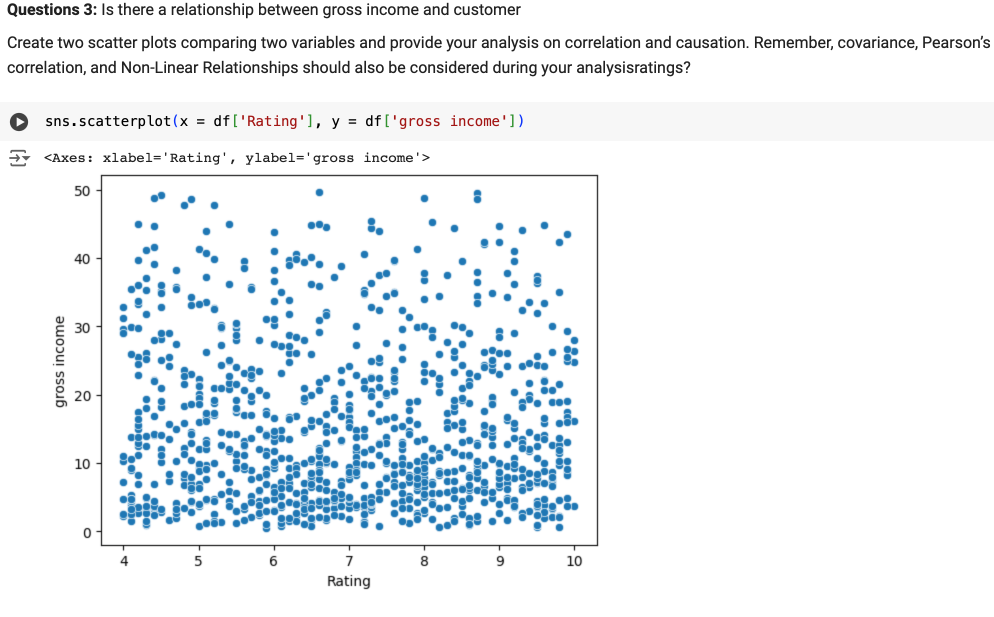 Questions 3: Is there a relationship between gross income and customer
Create two scatter plots comparing two variables and provide your analysis on correlation and causation. Remember, covariance, Pearson's
correlation, and Non-Linear Relationships should also be considered during your analysisratings?
sns.scatterplot(x = df['Rating'], y = df['gross income'])
<Axes: xlabel='Rating', ylabel='gross income'>
50
40
30
20
10
0
gross income
4 5 6 7 8 9 10
Rating